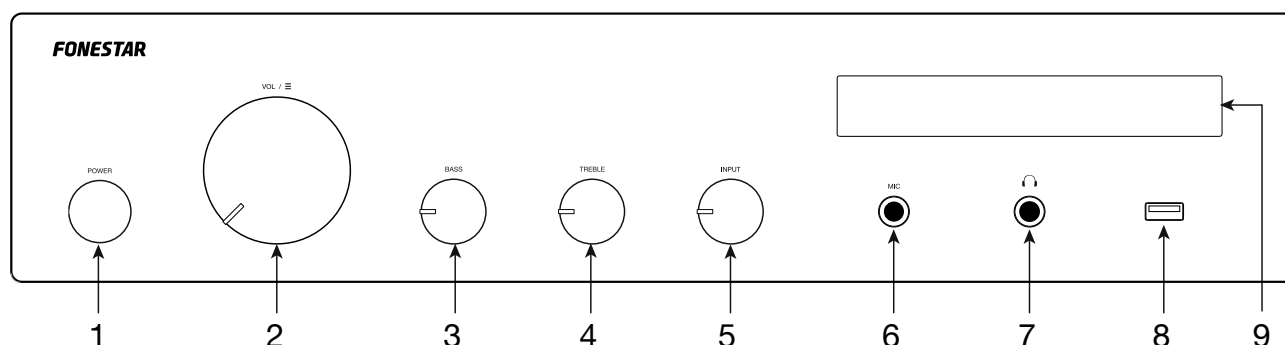 FONESTAR
VOL / ☰
POWER
BASS
TREBLE
INPUT
MIC
1 2 3 4 5 6 7 8 9